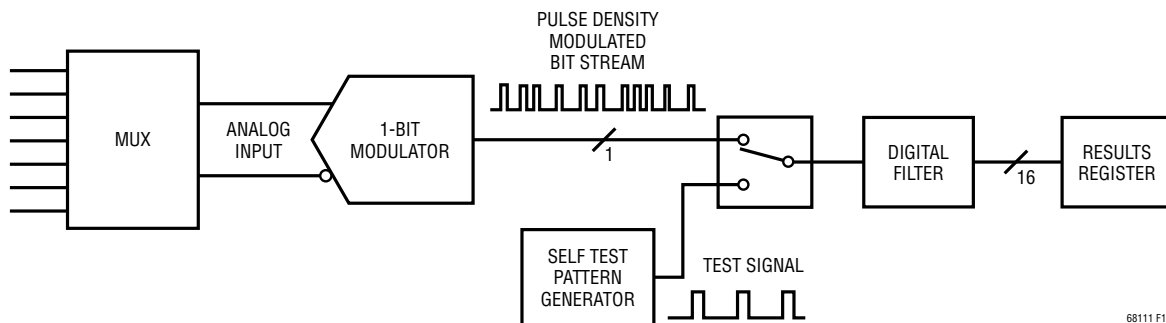 PULSE DENSITY
MODULATED
BIT STREAM
MUX
ANALOG
INPUT
1-BIT
MODULATOR
1
DIGITAL
FILTER
16
RESULTS
REGISTER
SELF TEST
PATTERN
GENERATOR
TEST SIGNAL
68111 F1